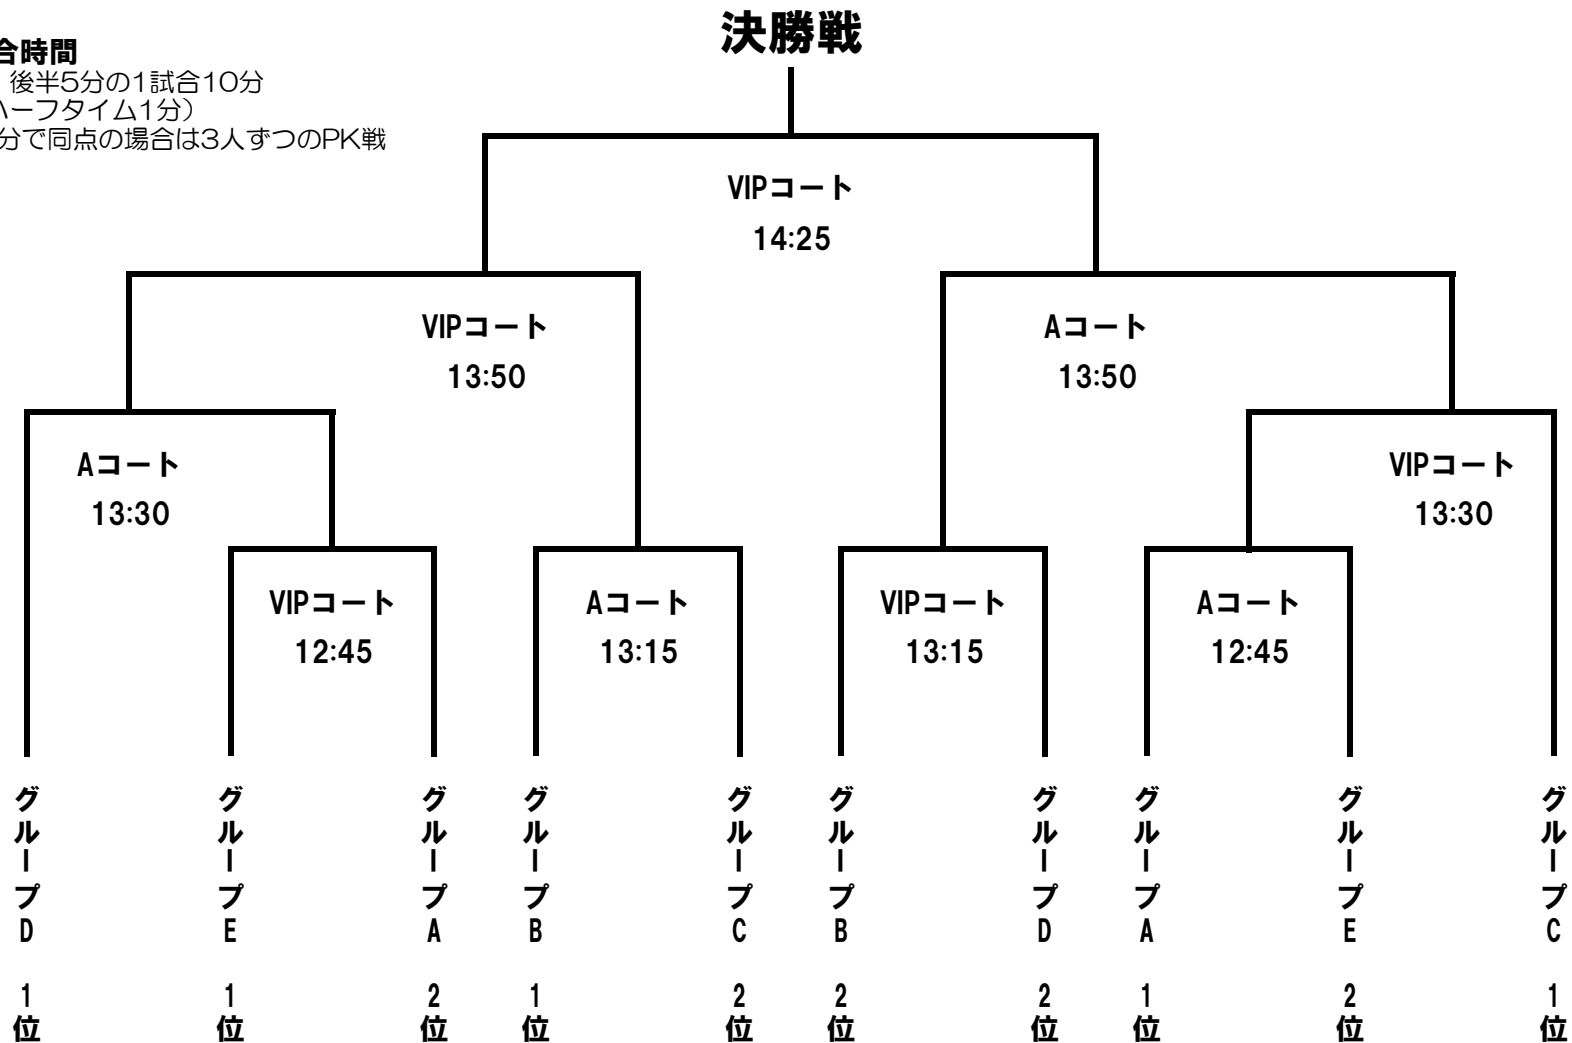 決勝戦
合時間
後半5分の1試合10分
ハーフタイム1分）
分で同点の場合は3人ずつのPK戦
VIPコート
14:25
VIPコート
13:50
Aコート
13:50
Aコート
13:30
VIPコート
13:30
VIPコート
12:45
Aコート
13:15
VIPコート
13:15
Aコート
12:45
グループD 1位
グループE 1位
グループA 2位
グループB 1位
グループC 2位
グループB 2位
グループD 2位
グループA 1位
グループE 2位
グループC 1位